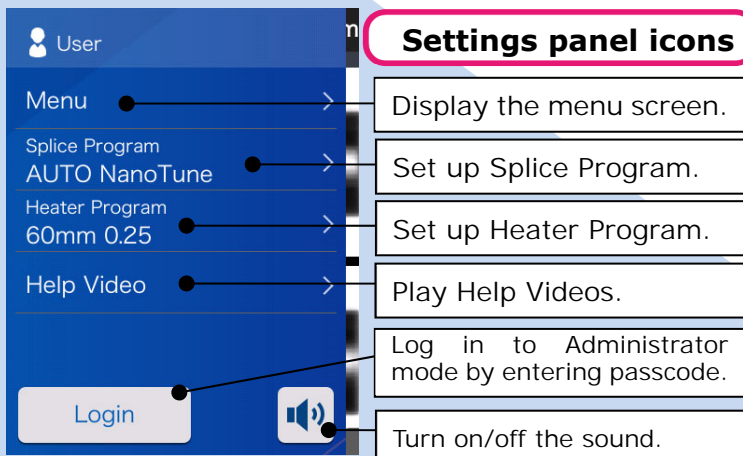 User
m
Settings panel icons
Menu
Display the menu screen.
Splice Program
AUTO NanoTune
Set up Splice Program.
Heater Program
60mm 0.25
Set up Heater Program.
Help Video
Play Help Videos.
Log in to Administrator
mode by entering passcode.
Login
Turn on/off the sound.